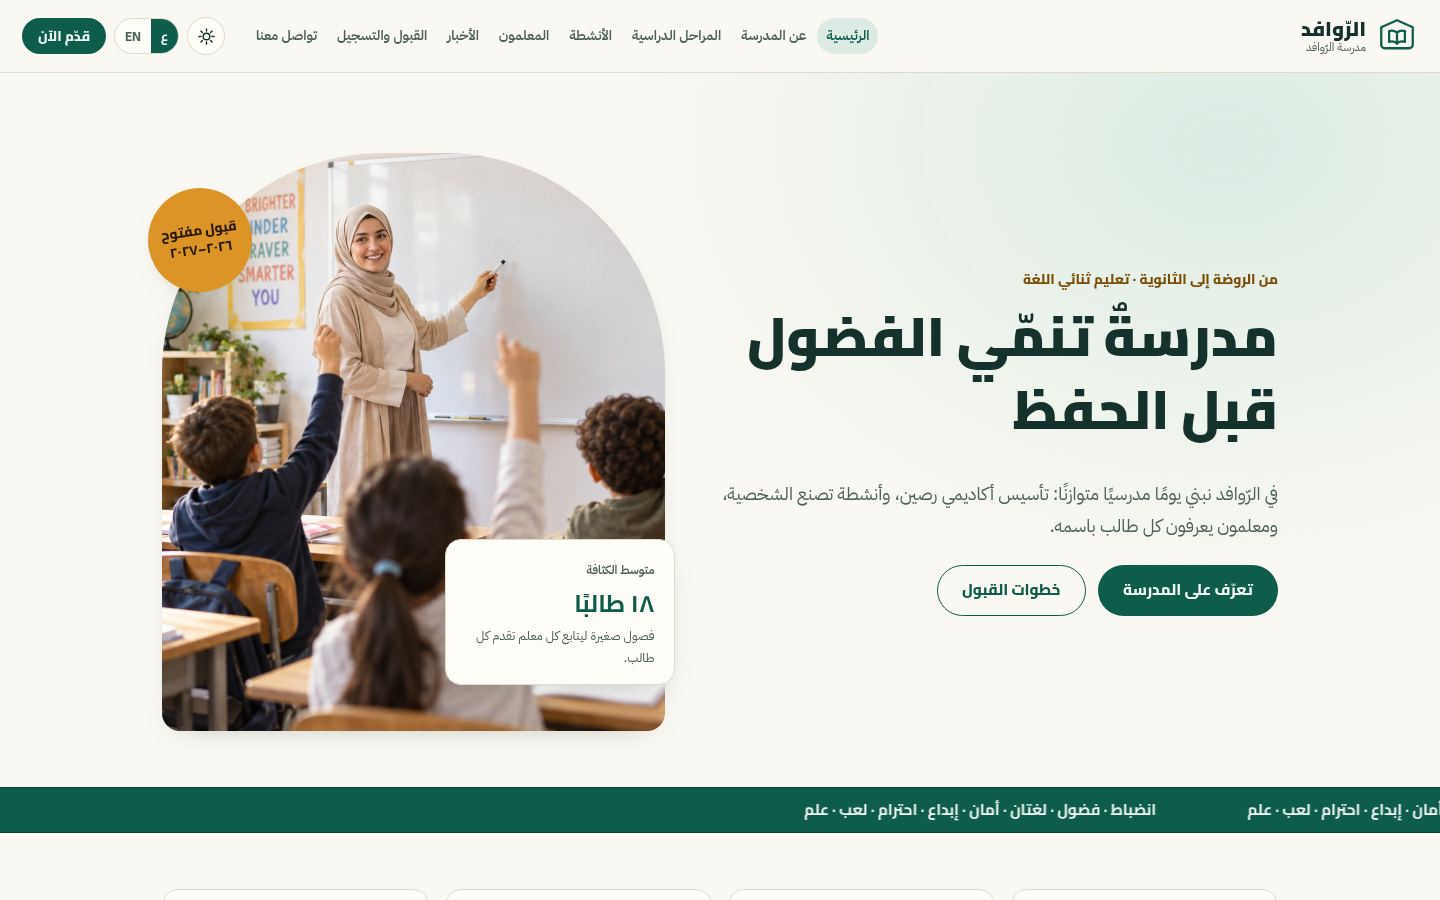 الرّوافد
مدرسة الرّوافد
الرئيسية
عن المدرسة
المراحل الدراسية
الأنشطة
المعلمون
الأخبار
القبول والتسجيل
تواصل معنا
ع
EN
قدّم الآن
من الروضة إلى الثانوية · تعليم ثنائي اللغة
مدرسةٌ تنمّي الفضول
قبل الحفظ
في الرّوافد نبني يومًا مدرسيًا متوازنًا: تأسيس أكاديمي رصين، وأنشطة تصنع الشخصية،
ومعلمون يعرفون كل طالب باسمه.
تعرّف على المدرسة
خطوات القبول
قبول مفتوح
٢٠٢٦–٢٠٢٧
BRIGHTER
SMARTER
YOU
متوسط الكثافة
١٨ طالبًا
فصول صغيرة ليتابع كل معلم تقدم كل
طالب.
أمان · إبداع · احترام · لعب · علم
انضباط · فضول · لغتان · أمان · إبداع · احترام · لعب · علم